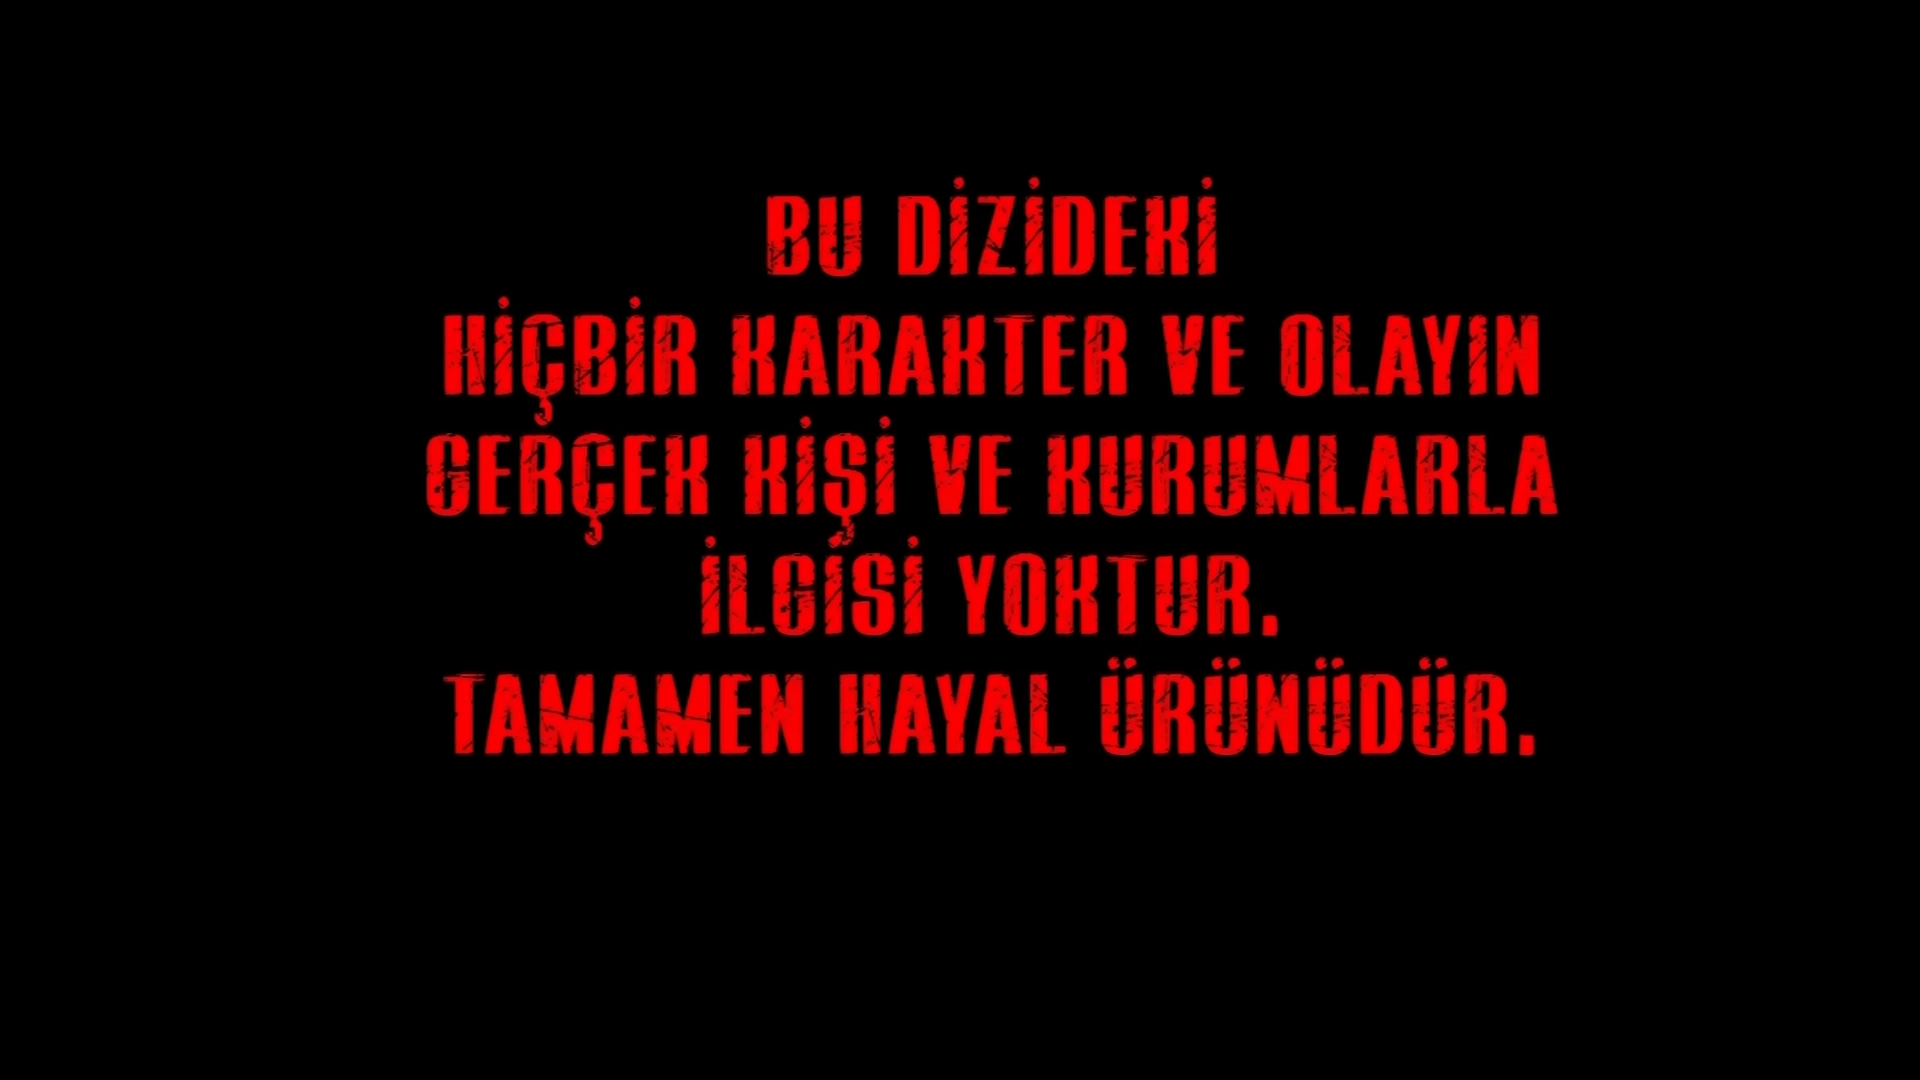 BU DİZİDEKİ
HİÇBİR KARAKTER VE OLAYIN
GERÇEK KİŞİ VE KURUMLARLA
İLGİSİ YOKTUR.
TAMAMEN HAYAL ÜRÜNÜDÜR.